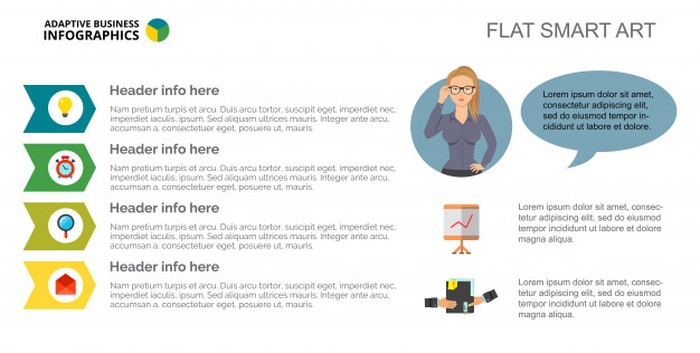 ADAPTIVE BUSINESS
INFOGRAPHICS
FLAT SMART ART
Header info here
Nam pretium turpis et arcu. Duis arcu tortor, suscipit eget, imperdiet nec,
imperdiet iaculis, ipsum. Sed aliquam ultrices mauris. Integer ante arcu,
accumsan a, consectetuer eget, posuere ut, mauris.
Header info here
Nam pretium turpis et arcu. Duis arcu tortor, suscipit eget, imperdiet nec,
imperdiet iaculis, ipsum. Sed aliquam ultrices mauris. Integer ante arcu,
accumsan a, consectetuer eget, posuere ut, mauris.
Header info here
Nam pretium turpis et arcu. Duis arcu tortor, suscipit eget, imperdiet nec,
imperdiet iaculis, ipsum. Sed aliquam ultrices mauris. Integer ante arcu,
accumsan a, consectetuer eget, posuere ut, mauris.
Header info here
Nam pretium turpis et arcu. Duis arcu tortor, suscipit eget, imperdiet nec,
imperdiet iaculis, ipsum. Sed aliquam ultrices mauris. Integer ante arcu,
accumsan a, consectetuer eget, posuere ut, mauris.
Lorem ipsum dolor sit amet,
consectetur adipiscing elit,
sed do eiusmod tempor in-
cididunt ut labore et dolore.
Lorem ipsum dolor sit amet, consec-
tetur adipiscing elit, sed do eiusmod
tempor incididunt ut labore et dolore
magna aliqua.
Lorem ipsum dolor sit amet, consec-
tetur adipiscing elit, sed do eiusmod
tempor incididunt ut labore et dolore
magna aliqua.